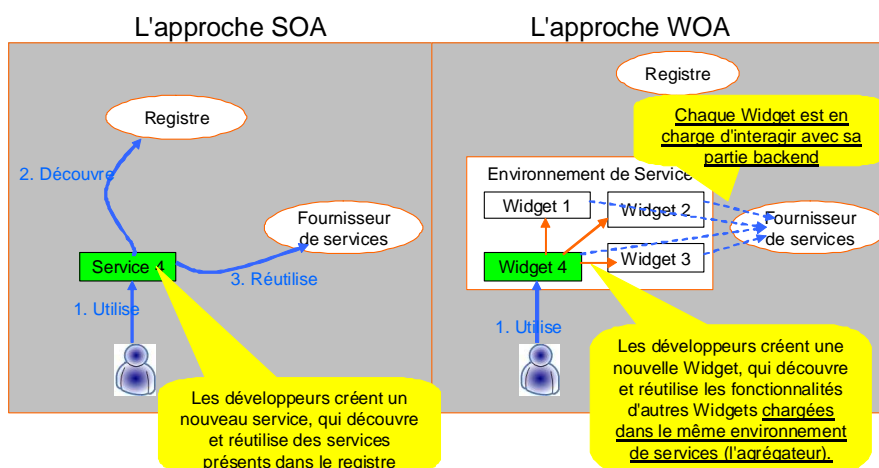 L'approche SOA
L'approche WOA
Registre
2. Découvre
Fournisseur
de services
Service 4
3. Réutilise
1. Utilise
Les développeurs créent un
nouveau service, qui découvre
et réutilise des services
présents dans le registre
Registre
Chaque Widget est en
charge d'interagir avec sa
partie backend
Environnement de Service
Widget 1
Widget 2
Fournisseur
de services
Widget 4
Widget 3
1. Utilise
Les développeurs créent une
nouvelle Widget, qui découvre
et réutilise les fonctionnalités
d'autres Widgets chargées
dans le même environnement
de services (l'agrégateur).